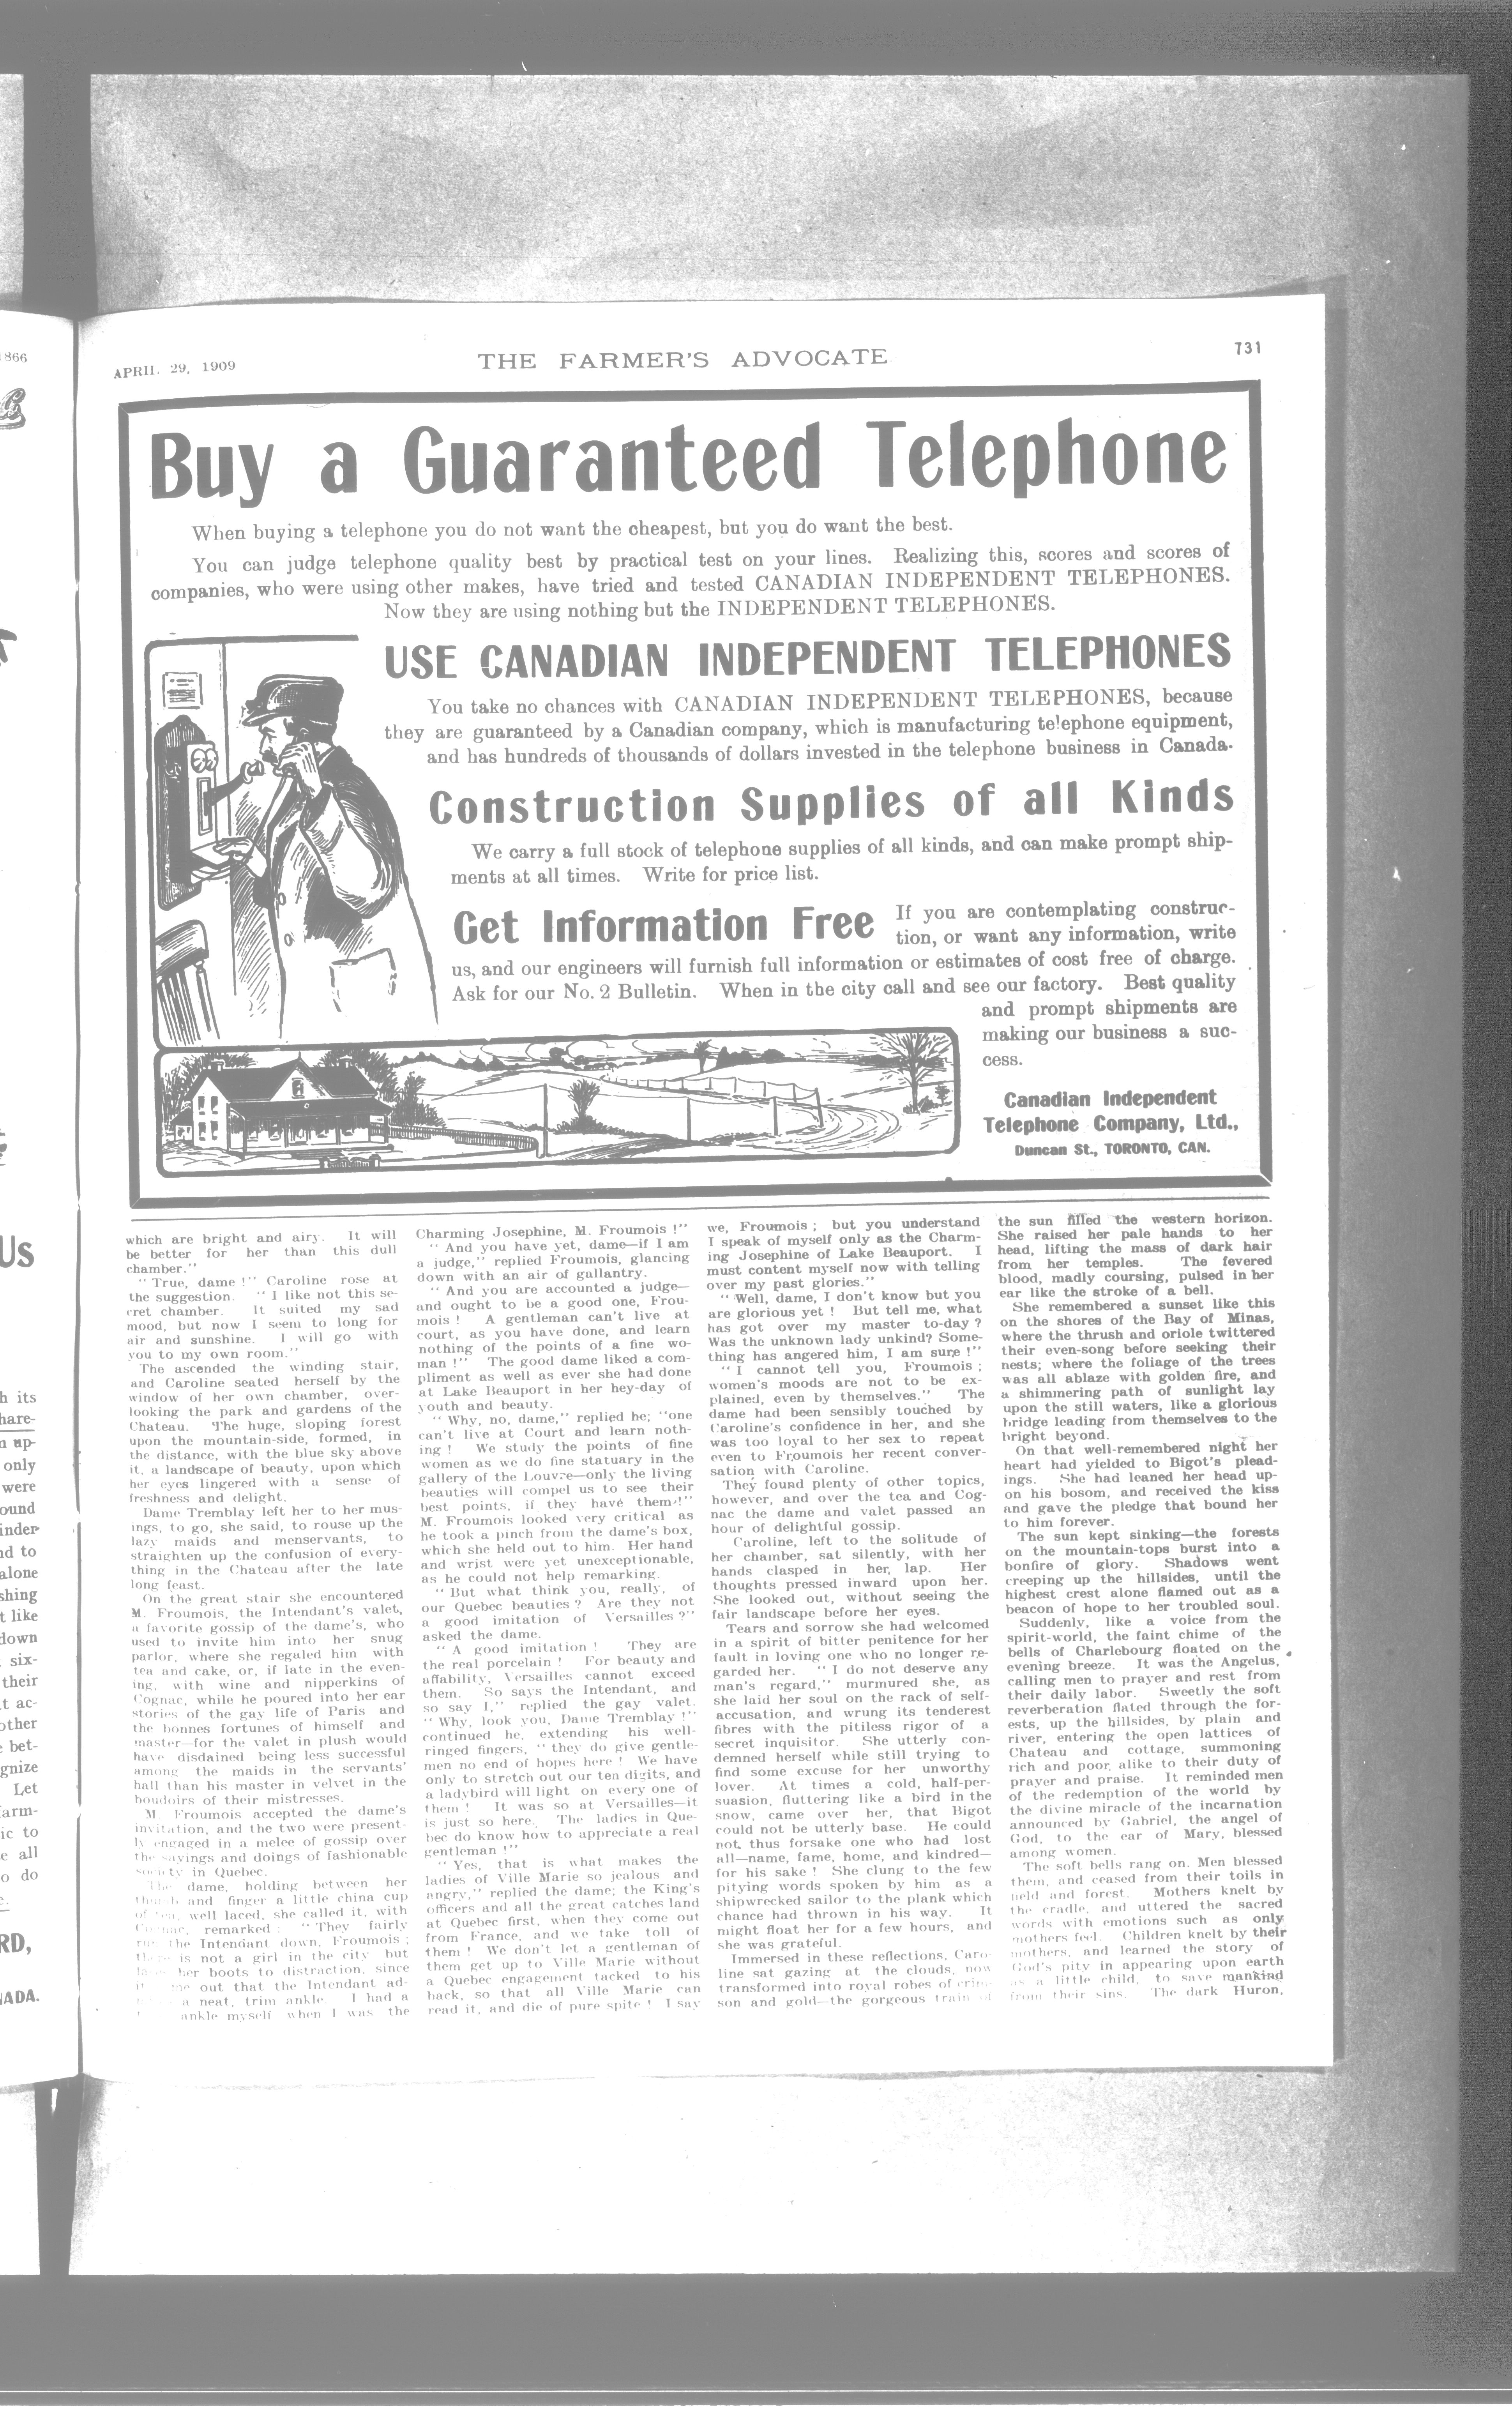 APRIL 29, 1909
THE FARMER'S ADVOCATE
731
Buy a Guaranteed Telephone
When buying a telephone you do not want the cheapest, but you do want the best.
You can judge telephone quality best by practical test on your lines. Realizing this, scores and scores of
companies, who were using other makes, have tried and tested CANADIAN INDEPENDENT TELEPHONES.
Now they are using nothing but the INDEPENDENT TELEPHONES.
USE CANADIAN INDEPENDENT TELEPHONES
You take no chances with CANADIAN INDEPENDENT TELEPHONES, because
they are guaranteed by a Canadian company, which is manufacturing telephone equipment,
and has hundreds of thousands of dollars invested in the telephone business in Canada.
Construction Supplies of all Kinds
We carry a full stock of telephone supplies of all kinds, and can make prompt ship-
ments at all times. Write for price list.
Get Information Free
If you are contemplating construc-
tion, or want any information, write
us, and our engineers will furnish full information or estimates of cost free of charge.
Ask for our No. 2 Bulletin. When in the city call and see our factory. Best quality
and prompt shipments are
making our business a suc-
cess.
Canadian Independent
Telephone Company, Ltd.,
Duncan St., TORONTO, CAN.
which are bright and airy. It will
be better for her than this dull
chamber."
"True, dame!" Caroline rose at
the suggestion. "I like not this se-
cret chamber. It suited my sad
mood, but now I seem to long for
air and sunshine. I will go with
you to my own room."
The ascended the winding stair,
and Caroline seated herself by the
window of her own chamber, over-
looking the park and gardens of the
Chateau. The huge, sloping forest
upon the mountain-side, formed, in
the distance, with the blue sky above
it, a landscape of beauty, upon which
her eyes lingered with a sense of
freshness and delight.
Dame Tremblay left her to her mus-
ings, to go, she said, to rouse up the
lazy maids and menservants, to
straighten up the confusion of every-
thing in the Chateau after the late
long feast.
On the great stair she encountered
M. Froumois, the Intendant's valet,
a favorite gossip of the dame's, who
used to invite him into her snug
parlor, where she regaled him with
tea and cake, or, if late in the even-
ing, with wine and nipperkins of
Cognac, while he poured into her ear
stories of the gay life of Paris and
the bonnes fortunes of himself and
master—for the valet in plush would
have disdained being less successful
among the maids in the servants'
hall than his master in velvet in the
boudoirs of their mistresses.
M. Froumois accepted the dame's
invitation, and the two were present-
ly engaged in a melee of gossip over
the sayings and doings of fashionable
society in Quebec.
The dame, holding between her
thumb and finger a little china cup
of tea, well laced, she called it, with
Cognac, remarked: "They fairly
run the Intendant down, Froumois;
there is not a girl in the city but
her boots to distraction, since
out that the Intendant ad-
a neat, trim ankle. I had a
ankle myself when I was the
Charming Josephine, M. Froumois!"
"And you have yet, dame—if I am
a judge," replied Froumois, glancing
down with an air of gallantry.
"And you are accounted a judge—
and ought to be a good one, Frou-
mois! A gentleman can't live at
court, as you have done, and learn
nothing of the points of a fine wo-
man!" The good dame liked a com-
pliment as well as ever she had done
at Lake Beauport in her hey-day of
youth and beauty.
"Why, no, dame," replied he; "one
can't live at Court and learn noth-
ing! We study the points of fine
women as we do fine statuary in the
gallery of the Louvre—only the living
beauties will compel us to see their
best points, if they have them!"
M. Froumois looked very critical as
he took a pinch from the dame's box,
which she held out to him. Her hand
and wrist were yet unexceptionable,
as he could not help remarking.
"But what think you, really, of
our Quebec beauties? Are they not
a good imitation of Versailles?"
asked the dame.
"A good imitation! They are
the real porcelain! For beauty and
affability, Versailles cannot exceed
them. So says the Intendant, and
so say I," replied the gay valet.
"Why, look you, Dame Tremblay!"
continued he, extending his well-
ringed fingers, "they do give gentle-
men no end of hopes here! We have
only to stretch out our ten digits, and
a ladybird will light on every one of
them! It was so at Versailles—it
is just so here. The ladies in Que-
bec do know how to appreciate a real
gentleman!"
"Yes, that is what makes the
ladies of Ville Marie so jealous and
angry," replied the dame; the King's
officers and all the great catches land
at Quebec first, when they come out
from France, and we take toll of
them! We don't let a gentleman of
them get up to Ville Marie without
a Quebec engagement tacked to his
back, so that all Ville Marie can
read it, and die of pure spite! I say
we, Froumois; but you understand
I speak of myself only as the Charm-
ing Josephine of Lake Beauport. I
must content myself now with telling
over my past glories."
"Well, dame, I don't know but you
are glorious yet! But tell me, what
has got over my master to-day?
Was the unknown lady unkind? Some-
thing has angered him, I am sure!"
"I cannot tell you, Froumois;
women's moods are not to be ex-
plained, even by themselves." The
dame had been sensibly touched by
Caroline's confidence in her, and she
was too loyal to her sex to repeat
even to Froumois her recent conver-
sation with Caroline.
They found plenty of other topics,
however, and over the tea and Cog-
nac the dame and valet passed an
hour of delightful gossip.
Caroline, left to the solitude of
her chamber, sat silently, with her
hands clasped in her lap. Her
thoughts pressed inward upon her.
She looked out, without seeing the
fair landscape before her eyes.
Tears and sorrow she had welcomed
in a spirit of bitter penitence for her
fault in loving one who no longer re-
garded her. "I do not deserve any
man's regard," murmured she, as
she laid her soul on the rack of self-
accusation, and wrung its tenderest
fibres with the pitiless rigor of a
secret inquisitor. She utterly con-
demned herself while still trying to
find some excuse for her unworthy
lover. At times a cold, half-per-
suasion, fluttering like a bird in the
snow, came over her, that Bigot
could not be utterly base. He could
not thus forsake one who had lost
all—name, fame, home, and kindred—
for his sake! She clung to the few
pitying words spoken by him as a
shipwrecked sailor to the plank which
chance had thrown in his way. It
might float her for a few hours, and
she was grateful.
Immersed in these reflections, Caro-
line sat gazing at the clouds, now
transformed into royal robes of crim-
son and gold—the gorgeous train of
the sun filled the western horizon.
She raised her pale hands to her
head, lifting the mass of dark hair
from her temples. The fevered
blood, madly coursing, pulsed in her
ear like the stroke of a bell.
She remembered a sunset like this
on the shores of the Bay of Minas,
where the thrush and oriole twittered
their even-song before seeking their
nests; where the foliage of the trees
was all ablaze with golden fire, and
a shimmering path of sunlight lay
upon the still waters, like a glorious
bridge leading from themselves to the
bright beyond.
On that well-remembered night her
heart had yielded to Bigot's plead-
ings. She had leaned her head up-
on his bosom, and received the kiss
and gave the pledge that bound her
to him forever.
The sun kept sinking—the forests
on the mountain-tops burst into a
bonfire of glory. Shadows went
creeping up the hillsides, until the
highest crest alone flamed out as a
beacon of hope to her troubled soul.
Suddenly, like a voice from the
spirit-world, the faint chime of the
bells of Charlebourg floated on the
evening breeze. It was the Angelus,
calling men to prayer and rest from
their daily labor. Sweetly the soft
reverberation flated through the for-
ests, up the hillsides, by plain and
river, entering the open lattices of
Chateau and cottage, summoning
rich and poor, alike to their duty of
prayer and praise. It reminded men
of the redemption of the world by
the divine miracle of the incarnation
announced by Gabriel, the angel of
God, to the ear of Mary, blessed
among women.
The soft bells rang on. Men blessed
them, and ceased from their toils in
field and forest. Mothers knelt by
the cradle, and uttered the sacred
words with emotions such as only
mothers feel. Children knelt by their
mothers, and learned the story of
God's pity in appearing upon earth
as a little child, to save mankind
from their sins. The dark Huron,